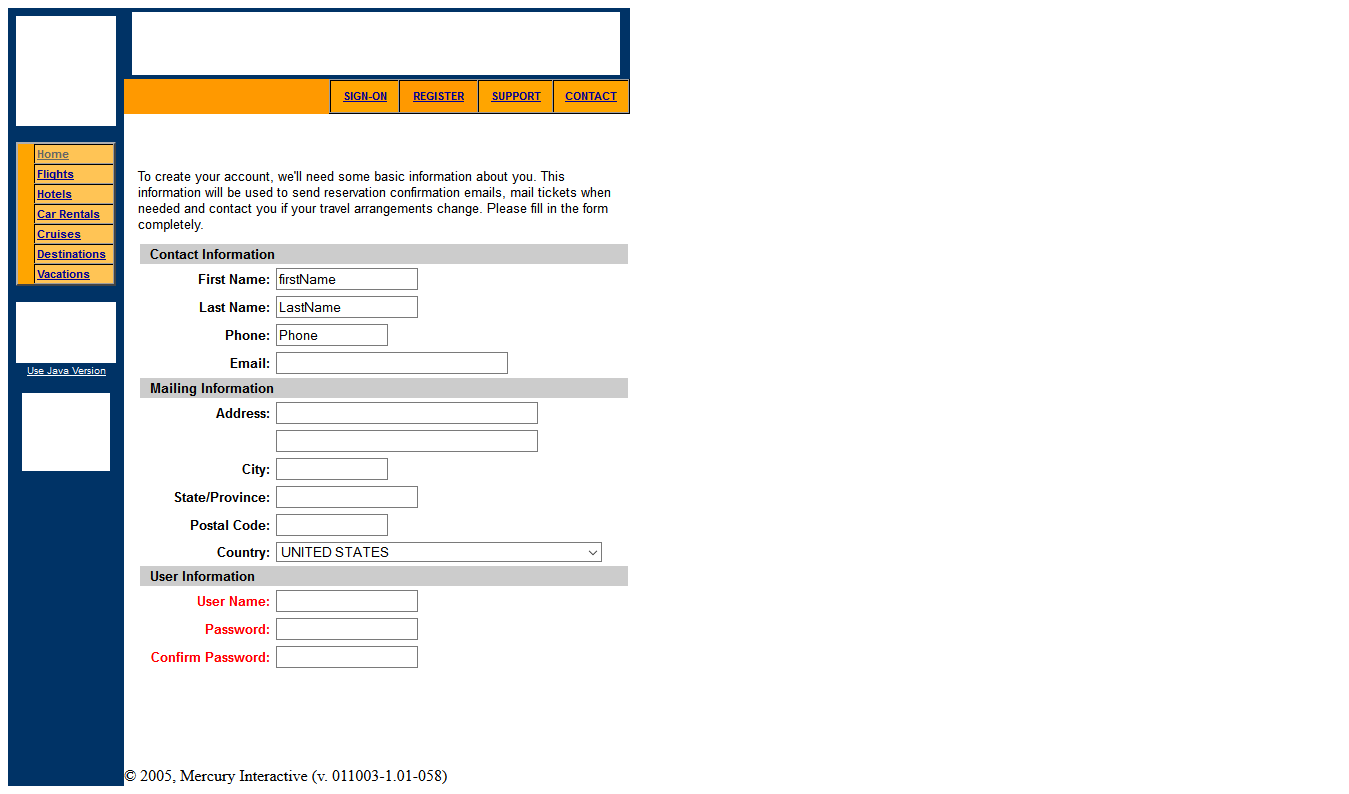 SIGN-ON REGISTER SUPPORT CONTACT
Home
Flights
Hotels
Car Rentals
Cruises
Destinations
Vacations
Use Java Version
To create your account, we'll need some basic information about you. This
information will be used to send reservation confirmation emails, mail tickets when
needed and contact you if your travel arrangements change. Please fill in the form
completely.
Contact Information
First Name: firstName
Last Name: LastName
Phone: Phone
Email:
Mailing Information
Address:
City:
State/Province:
Postal Code:
Country: UNITED STATES
User Information
User Name:
Password:
Confirm Password:
© 2005, Mercury Interactive (v. 011003-1.01-058)